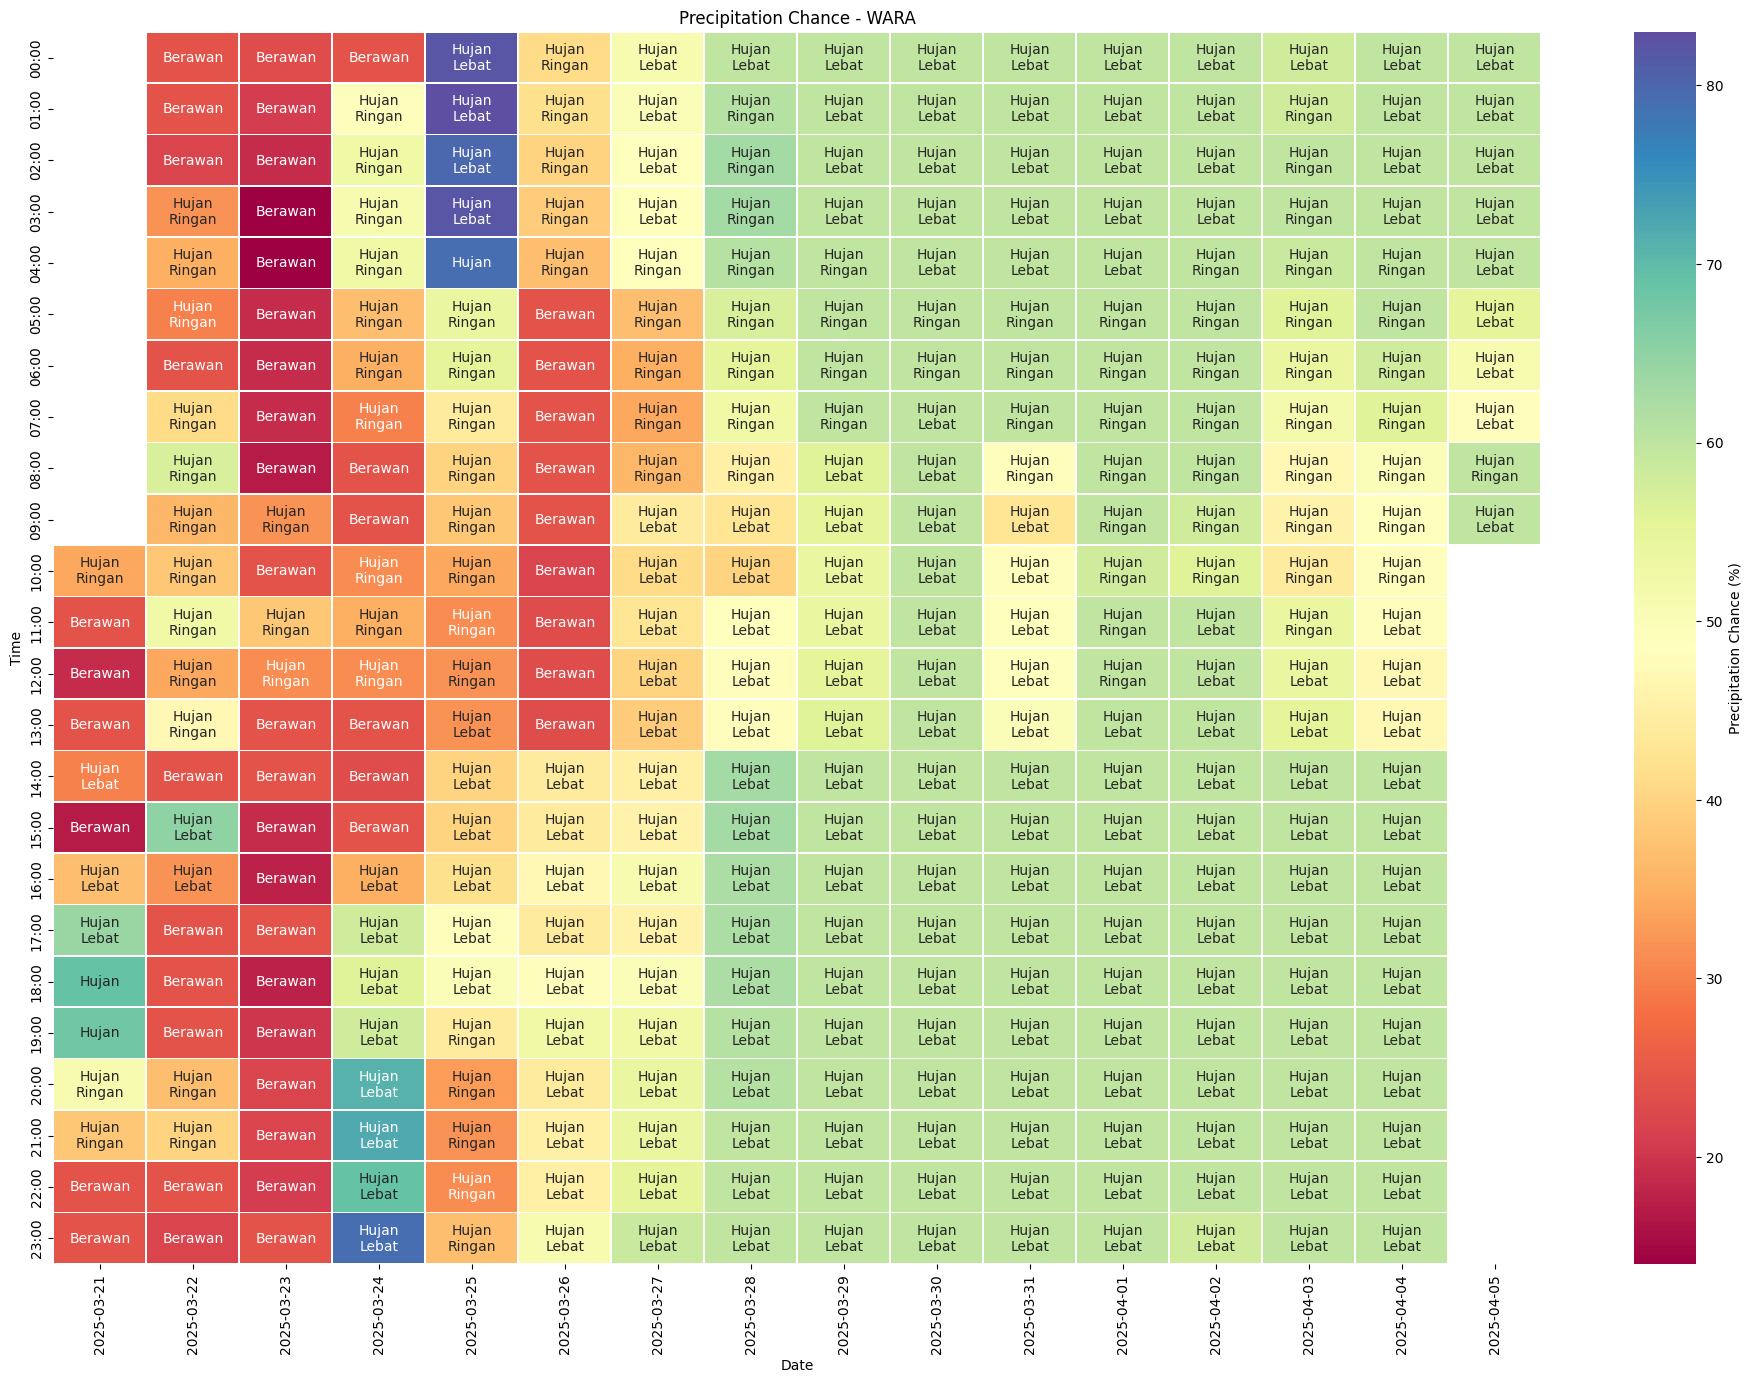 Precipitation Chance - WARA
00:00 Berawan Berawan Berawan Hujan Lebat Hujan Ringan Hujan Lebat Hujan Lebat Hujan Lebat Hujan Lebat Hujan Lebat Hujan Lebat Hujan Lebat Hujan Lebat Hujan Lebat Hujan Lebat
01:00 Berawan Berawan Hujan Ringan Hujan Lebat Hujan Ringan Hujan Lebat Hujan Ringan Hujan Lebat Hujan Lebat Hujan Lebat Hujan Lebat Hujan Lebat Hujan Ringan Hujan Lebat Hujan Lebat
02:00 Berawan Berawan Hujan Ringan Hujan Lebat Hujan Ringan Hujan Lebat Hujan Ringan Hujan Lebat Hujan Lebat Hujan Lebat Hujan Lebat Hujan Lebat Hujan Ringan Hujan Lebat Hujan Lebat
03:00 Hujan Ringan Berawan Hujan Ringan Hujan Lebat Hujan Ringan Hujan Lebat Hujan Ringan Hujan Lebat Hujan Lebat Hujan Lebat Hujan Lebat Hujan Lebat Hujan Ringan Hujan Lebat Hujan Lebat
04:00 Hujan Ringan Berawan Hujan Ringan Hujan Hujan Ringan Hujan Ringan Hujan Ringan Hujan Ringan Hujan Lebat Hujan Lebat Hujan Lebat Hujan Ringan Hujan Ringan Hujan Ringan Hujan Lebat
05:00 Hujan Ringan Berawan Hujan Ringan Hujan Ringan Berawan Hujan Ringan Hujan Ringan Hujan Ringan Hujan Ringan Hujan Ringan Hujan Ringan Hujan Ringan Hujan Ringan Hujan Ringan Hujan Lebat
06:00 Berawan Berawan Hujan Ringan Hujan Ringan Berawan Hujan Ringan Hujan Ringan Hujan Ringan Hujan Ringan Hujan Ringan Hujan Ringan Hujan Ringan Hujan Ringan Hujan Ringan Hujan Lebat
07:00 Hujan Ringan Berawan Hujan Ringan Hujan Ringan Berawan Hujan Ringan Hujan Ringan Hujan Ringan Hujan Lebat Hujan Ringan Hujan Ringan Hujan Ringan Hujan Ringan Hujan Ringan Hujan Lebat
08:00 Hujan Ringan Berawan Berawan Hujan Ringan Berawan Hujan Ringan Hujan Ringan Hujan Lebat Hujan Lebat Hujan Ringan Hujan Ringan Hujan Ringan Hujan Ringan Hujan Ringan Hujan Ringan
09:00 Hujan Ringan Hujan Ringan Berawan Hujan Ringan Berawan Hujan Lebat Hujan Lebat Hujan Lebat Hujan Lebat Hujan Lebat Hujan Ringan Hujan Ringan Hujan Ringan Hujan Ringan Hujan Lebat
10:00 Hujan Ringan Hujan Ringan Berawan Hujan Ringan Hujan Ringan Berawan Hujan Lebat Hujan Lebat Hujan Lebat Hujan Lebat Hujan Lebat Hujan Ringan Hujan Ringan Hujan Ringan Hujan Ringan
11:00 Berawan Hujan Ringan Hujan Ringan Hujan Ringan Hujan Ringan Berawan Hujan Lebat Hujan Lebat Hujan Lebat Hujan Lebat Hujan Lebat Hujan Ringan Hujan Lebat Hujan Ringan Hujan Lebat
12:00 Berawan Hujan Ringan Hujan Ringan Hujan Ringan Hujan Ringan Berawan Hujan Lebat Hujan Lebat Hujan Lebat Hujan Lebat Hujan Lebat Hujan Ringan Hujan Lebat Hujan Lebat Hujan Lebat
13:00 Berawan Hujan Ringan Berawan Berawan Hujan Lebat Berawan Hujan Lebat Hujan Lebat Hujan Lebat Hujan Lebat Hujan Lebat Hujan Lebat Hujan Lebat Hujan Lebat Hujan Lebat
14:00 Hujan Lebat Berawan Berawan Berawan Hujan Lebat Hujan Lebat Hujan Lebat Hujan Lebat Hujan Lebat Hujan Lebat Hujan Lebat Hujan Lebat Hujan Lebat Hujan Lebat Hujan Lebat
15:00 Berawan Hujan Lebat Berawan Berawan Hujan Lebat Hujan Lebat Hujan Lebat Hujan Lebat Hujan Lebat Hujan Lebat Hujan Lebat Hujan Lebat Hujan Lebat Hujan Lebat Hujan Lebat
16:00 Hujan Lebat Hujan Lebat Berawan Hujan Lebat Hujan Lebat Hujan Lebat Hujan Lebat Hujan Lebat Hujan Lebat Hujan Lebat Hujan Lebat Hujan Lebat Hujan Lebat Hujan Lebat Hujan Lebat
17:00 Hujan Lebat Berawan Berawan Hujan Lebat Hujan Lebat Hujan Lebat Hujan Lebat Hujan Lebat Hujan Lebat Hujan Lebat Hujan Lebat Hujan Lebat Hujan Lebat Hujan Lebat Hujan Lebat
18:00 Hujan Berawan Berawan Hujan Lebat Hujan Lebat Hujan Lebat Hujan Lebat Hujan Lebat Hujan Lebat Hujan Lebat Hujan Lebat Hujan Lebat Hujan Lebat Hujan Lebat Hujan Lebat
19:00 Hujan Berawan Berawan Hujan Lebat Hujan Ringan Hujan Lebat Hujan Lebat Hujan Lebat Hujan Lebat Hujan Lebat Hujan Lebat Hujan Lebat Hujan Lebat Hujan Lebat Hujan Lebat
20:00 Hujan Ringan Hujan Ringan Berawan Hujan Lebat Hujan Ringan Hujan Lebat Hujan Lebat Hujan Lebat Hujan Lebat Hujan Lebat Hujan Lebat Hujan Lebat Hujan Lebat Hujan Lebat Hujan Lebat
21:00 Hujan Ringan Hujan Ringan Berawan Hujan Lebat Hujan Ringan Hujan Lebat Hujan Lebat Hujan Lebat Hujan Lebat Hujan Lebat Hujan Lebat Hujan Lebat Hujan Lebat Hujan Lebat Hujan Lebat
22:00 Berawan Berawan Berawan Hujan Lebat Hujan Ringan Hujan Lebat Hujan Lebat Hujan Lebat Hujan Lebat Hujan Lebat Hujan Lebat Hujan Lebat Hujan Lebat Hujan Lebat Hujan Lebat
23:00 Berawan Berawan Berawan Hujan Lebat Hujan Ringan Hujan Lebat Hujan Lebat Hujan Lebat Hujan Lebat Hujan Lebat Hujan Lebat Hujan Lebat Hujan Lebat Hujan Lebat Hujan Lebat
Time
2025-03-21 2025-03-22 2025-03-23 2025-03-24 2025-03-25 2025-03-26 2025-03-27 2025-03-28 2025-03-29 2025-03-30 2025-03-31 2025-04-01 2025-04-02 2025-04-03 2025-04-04 2025-04-05
Date
80
70
60
50
40
30
20
Precipitation Chance (%)